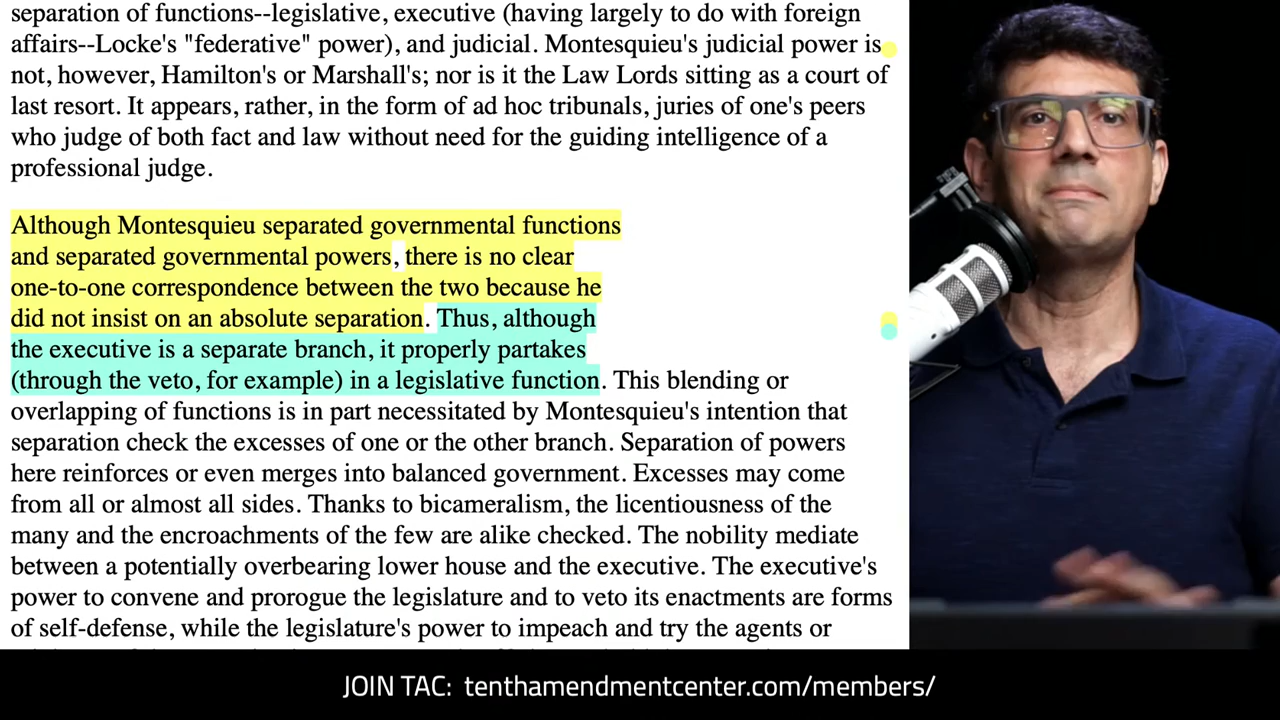 separation of functions--legislative, executive (having largely to do with foreign
affairs--Locke's "federative" power), and judicial. Montesquieu's judicial power is
not, however, Hamilton's or Marshall's; nor is it the Law Lords sitting as a court of
last resort. It appears, rather, in the form of ad hoc tribunals, juries of one's peers
who judge of both fact and law without need for the guiding intelligence of a
professional judge.
Although Montesquieu separated governmental functions
and separated governmental powers, there is no clear
one-to-one correspondence between the two because he
did not insist on an absolute separation. Thus, although
the executive is a separate branch, it properly partakes
(through the veto, for example) in a legislative function. This blending or
overlapping of functions is in part necessitated by Montesquieu's intention that
separation check the excesses of one or the other branch. Separation of powers
here reinforces or even merges into balanced government. Excesses may come
from all or almost all sides. Thanks to bicameralism, the licentiousness of the
many and the encroachments of the few are alike checked. The nobility mediate
between a potentially overbearing lower house and the executive. The executive's
power to convene and prorogue the legislature and to veto its enactments are forms
of self-defense, while the legislature's power to impeach and try the agents or
JOIN TAC: tenthamendmentcenter.com/members/